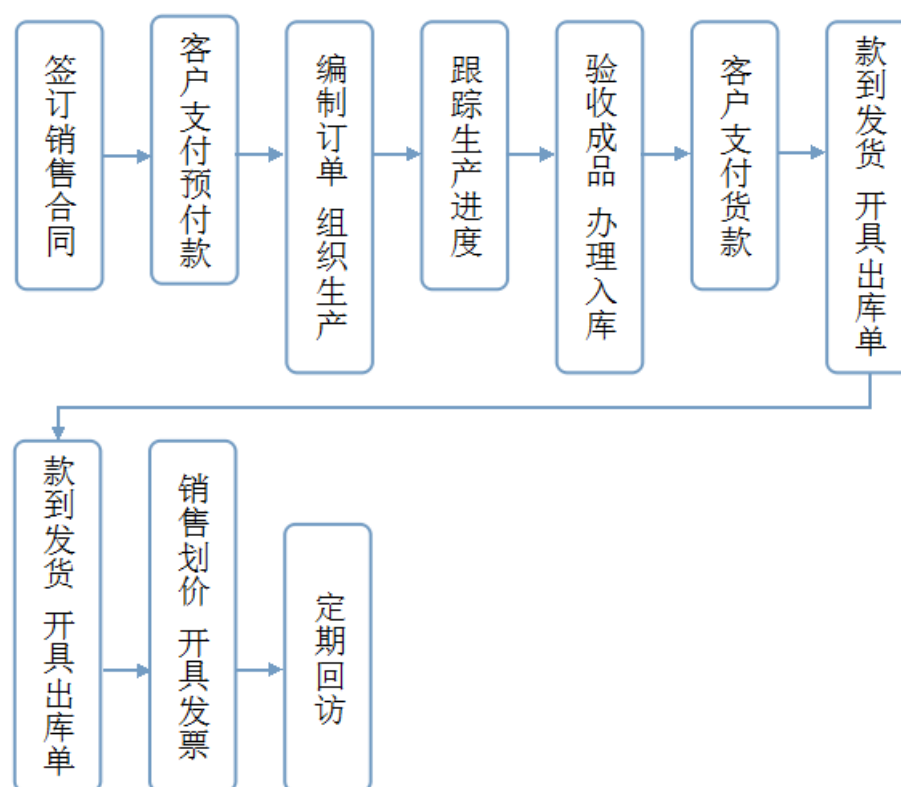 签订销售合同
客户支付预付款
编制订单 组织生产
跟踪生产进度
验收成品 办理入库
客户支付货款
款到发货 开具出库单
款到发货 开具出库单
销售划价 开具发票
定期回访